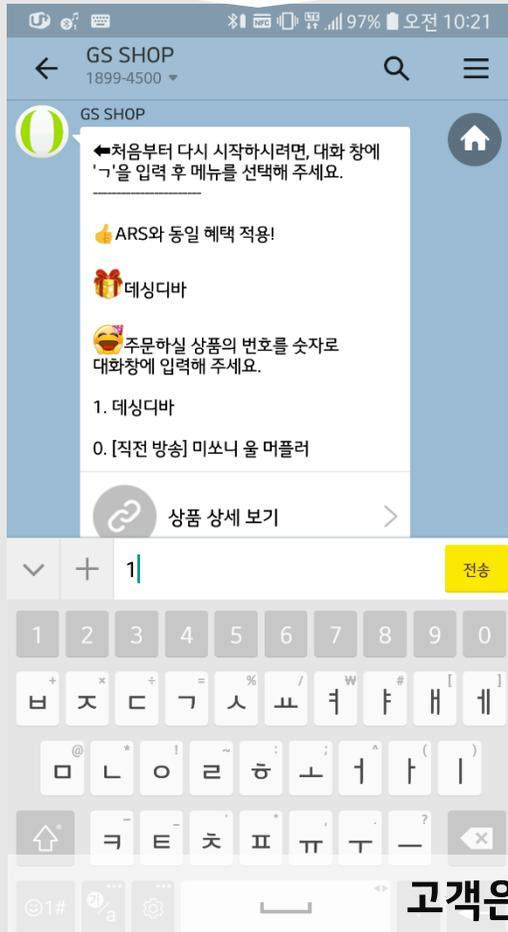 97% 오전 10:21
GS SHOP
1899-4500
GS SHOP
⬅처음부터 다시 시작하시려면, 대화 창에
'ㄱ'을 입력 후 메뉴를 선택해 주세요.
------------------------
👍ARS와 동일 혜택 적용!
🎁데싱디바
주문하실 상품의 번호를 숫자로
대화창에 입력해 주세요.
1. 데싱디바
0. [직전 방송] 미쏘니 울 머플러
상품 상세 보기
1
전송
1 2 3 4 5 6 7 8 9 0
+ × ÷ = % / ₩ # [ ]
ㅂ ㅈ ㄷ ㄱ ㅅ ㅛ ㅕ ㅑ ㅐ ㅔ
@ * ! ~ : ; ^ ( )
ㅁ ㄴ ㅇ ㄹ ㅎ ㅗ ㅓ ㅏ ㅣ
- _ ' " , . ?
ㅋ ㅌ ㅊ ㅍ ㅠ ㅜ ㅡ
1# 가/a
고객은